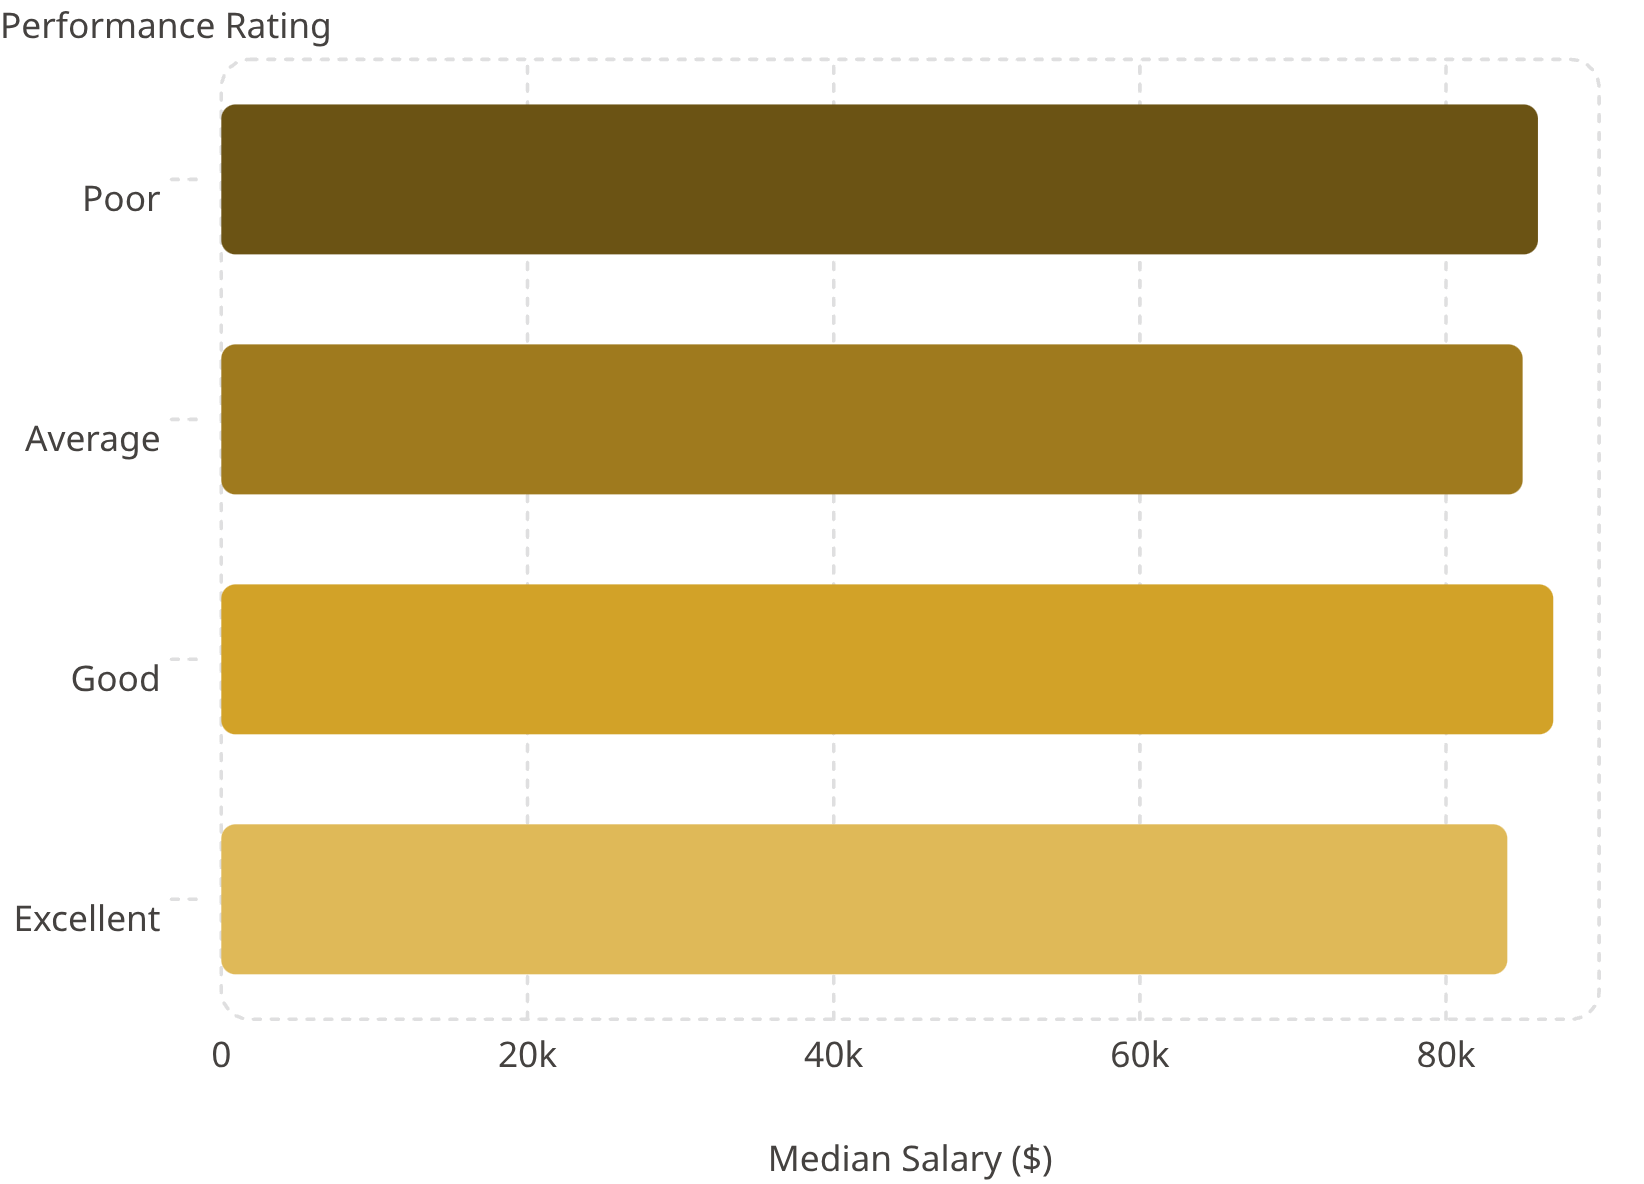 Performance Rating
Poor
Average
Good
Excellent
0 20k 40k 60k 80k
Median Salary ($)